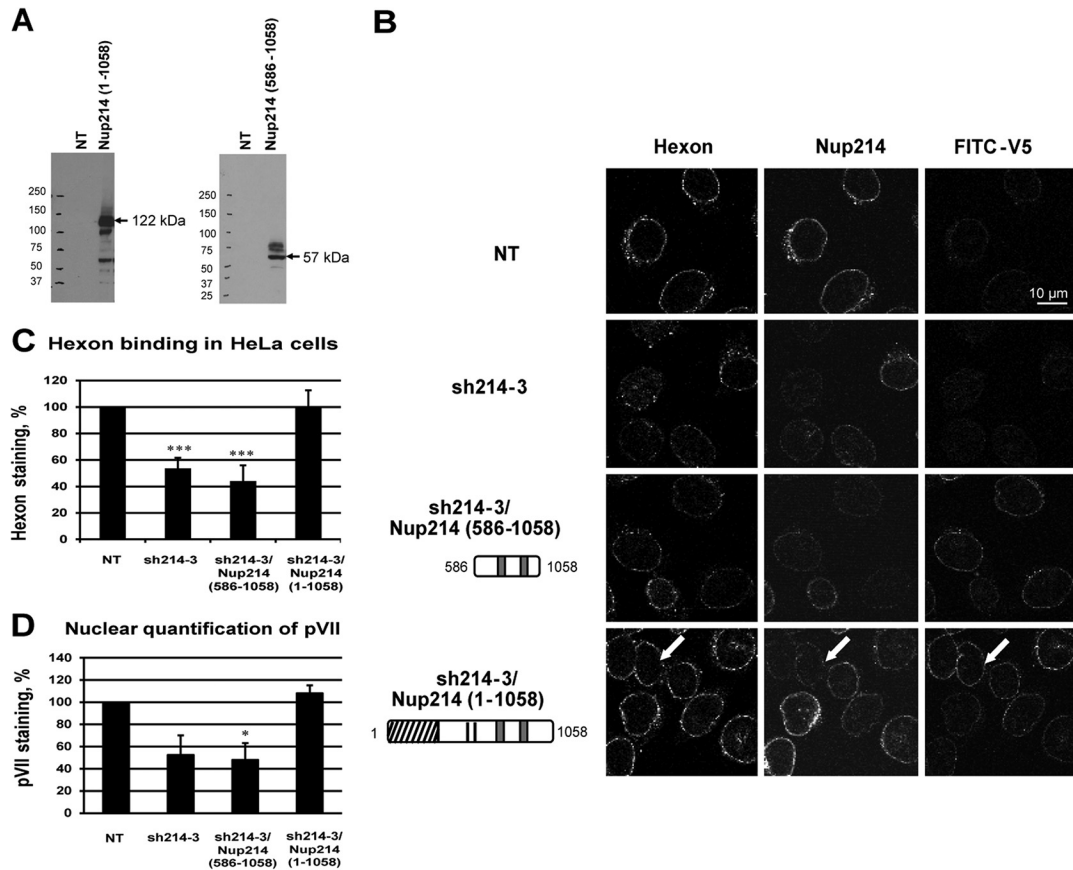 A
NT
Nup214 (1-1058)
250
150
100
75
50
37
122 kDa
NT
Nup214 (586-1058)
250
150
100
75
50
37
25
57 kDa
B
Hexon
Nup214
FITC-V5
NT
10 µm
sh214-3
sh214-3/
Nup214 (586-1058)
586
1058
sh214-3/
Nup214 (1-1058)
1
1058
C
Hexon binding in HeLa cells
Hexon staining, %
120
100
80
60
40
20
0
***
***
NT
sh214-3
sh214-3/
Nup214
(586-1058)
sh214-3/
Nup214
(1-1058)
D
Nuclear quantification of pVII
pVII staining, %
140
120
100
80
60
40
20
0
*
NT
sh214-3
sh214-3/
Nup214
(586-1058)
sh214-3/
Nup214
(1-1058)